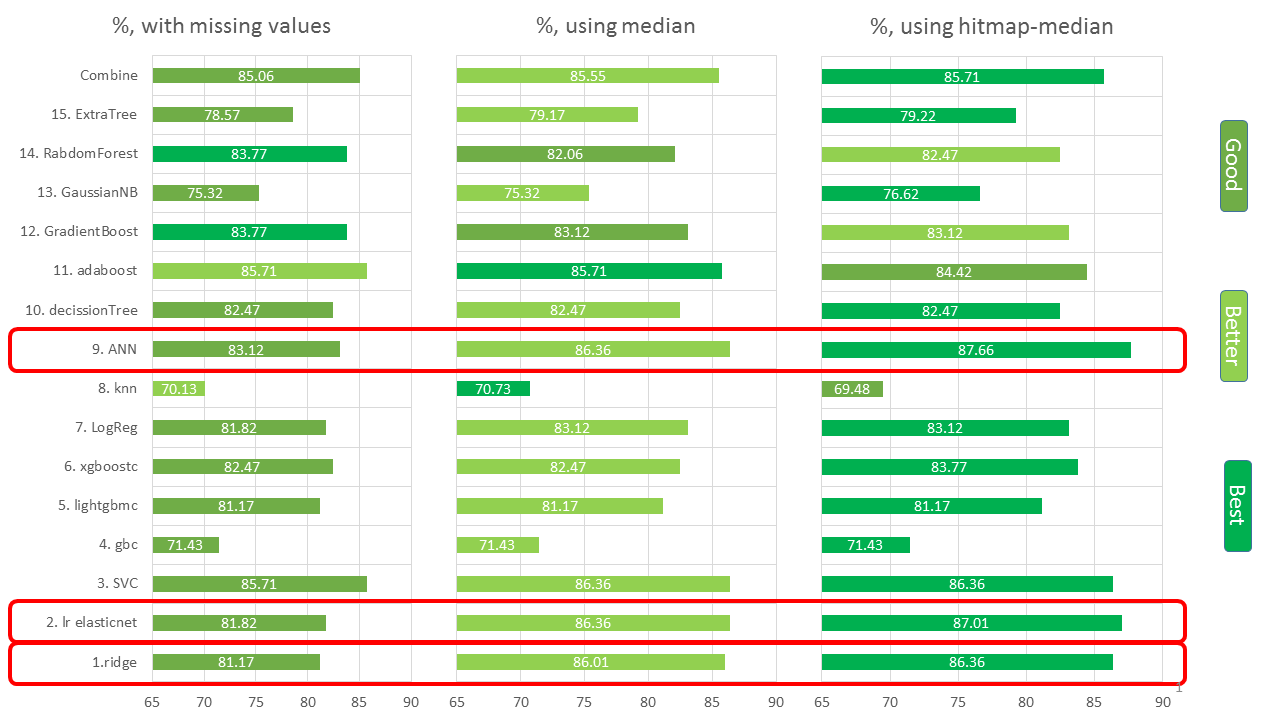 %, with missing values %, using median %, using hitmap-median
Combine 85.06 85.55 85.71
15. ExtraTree 78.57 79.17 79.22
14. RabdomForest 83.77 82.06 82.47
13. GaussianNB 75.32 75.32 76.62
12. GradientBoost 83.77 83.12 83.12
11. adaboost 85.71 85.71 84.42
10. decissionTree 82.47 82.47 82.47
9. ANN 83.12 86.36 87.66
8. knn 70.13 70.73 69.48
7. LogReg 81.82 83.12 83.12
6. xgboostc 82.47 82.47 83.77
5. lightgbmc 81.17 81.17 81.17
4. gbc 71.43 71.43 71.43
3. SVC 85.71 86.36 86.36
2. lr elasticnet 81.82 86.36 87.01
1.ridge 81.17 86.01 86.36
65 70 75 80 85 90 65 70 75 80 85 90 65 70 75 80 85 90
1
Good
Better
Best